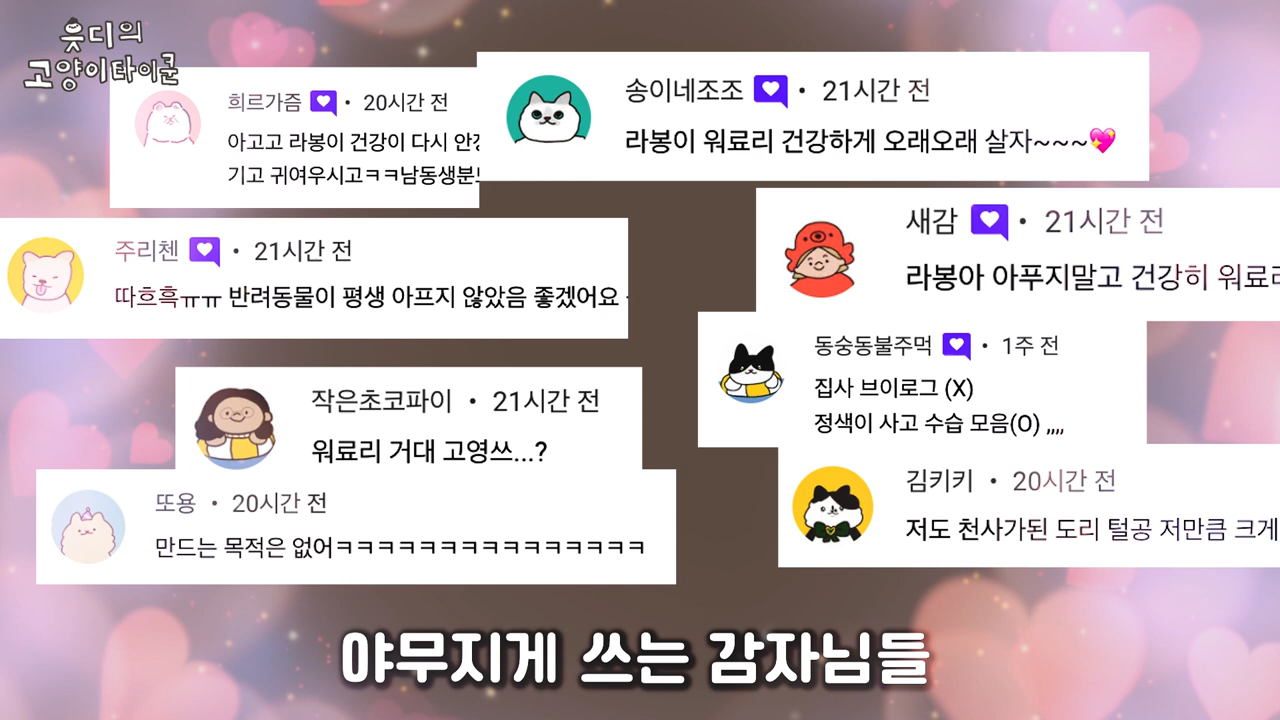 읏디의
고양이타이쿤
희르가즘 • 20시간 전
아고고 라봉이 건강이 다시
기고 귀여우시고ㅋㅋ남동생분
송이네조조 • 21시간 전
라봉이 워료리 건강하게 오래오래 살자~~~💖
주리첸 • 21시간 전
따흐흑ㅠㅠ 반려동물이 평생 아프지 않았음 좋겠어요
새감 • 21시간 전
라봉아 아푸지말고 건강히 워료리
동숭동불주먹 • 1주 전
집사 브이로그 (X)
정색이 사고 수습 모음(O) ,,,,
작은초코파이 • 21시간 전
워료리 거대 고영쓰...?
김키키 • 20시간 전
저도 천사가된 도리 털공 저만큼 크게
또용 • 20시간 전
만드는 목적은 없어ㅋㅋㅋㅋㅋㅋㅋㅋㅋㅋㅋㅋㅋㅋㅋ
야무지게 쓰는 감자님들